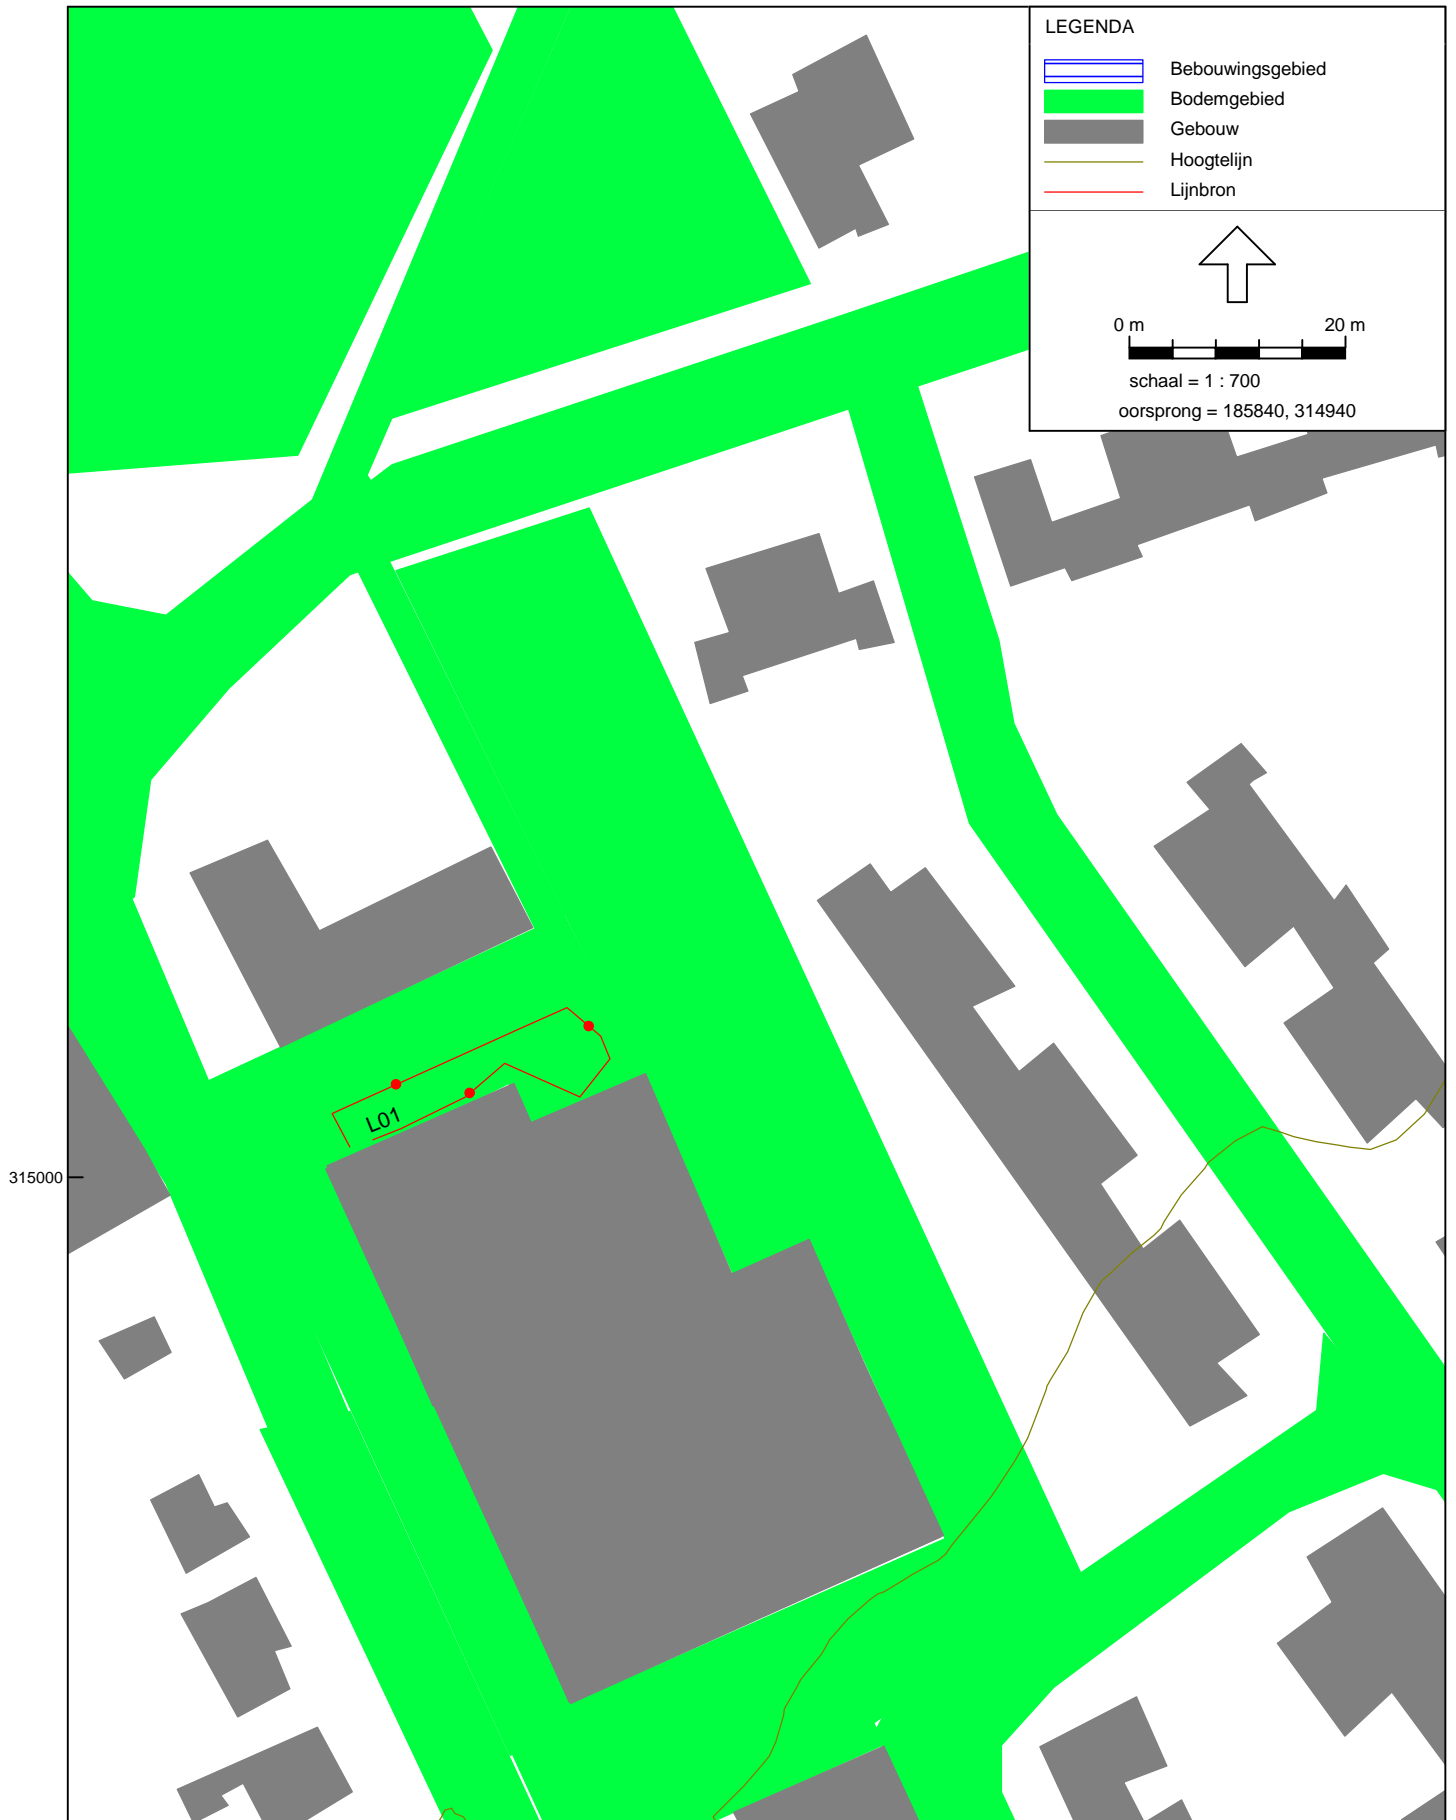 LEGENDA
Bebouwingsgebied
Bodemgebied
Gebouw
Hoogtelijn
Lijnbron
0 m 20 m
schaal = 1 : 700
oorsprong = 185840, 314940
L01
315000